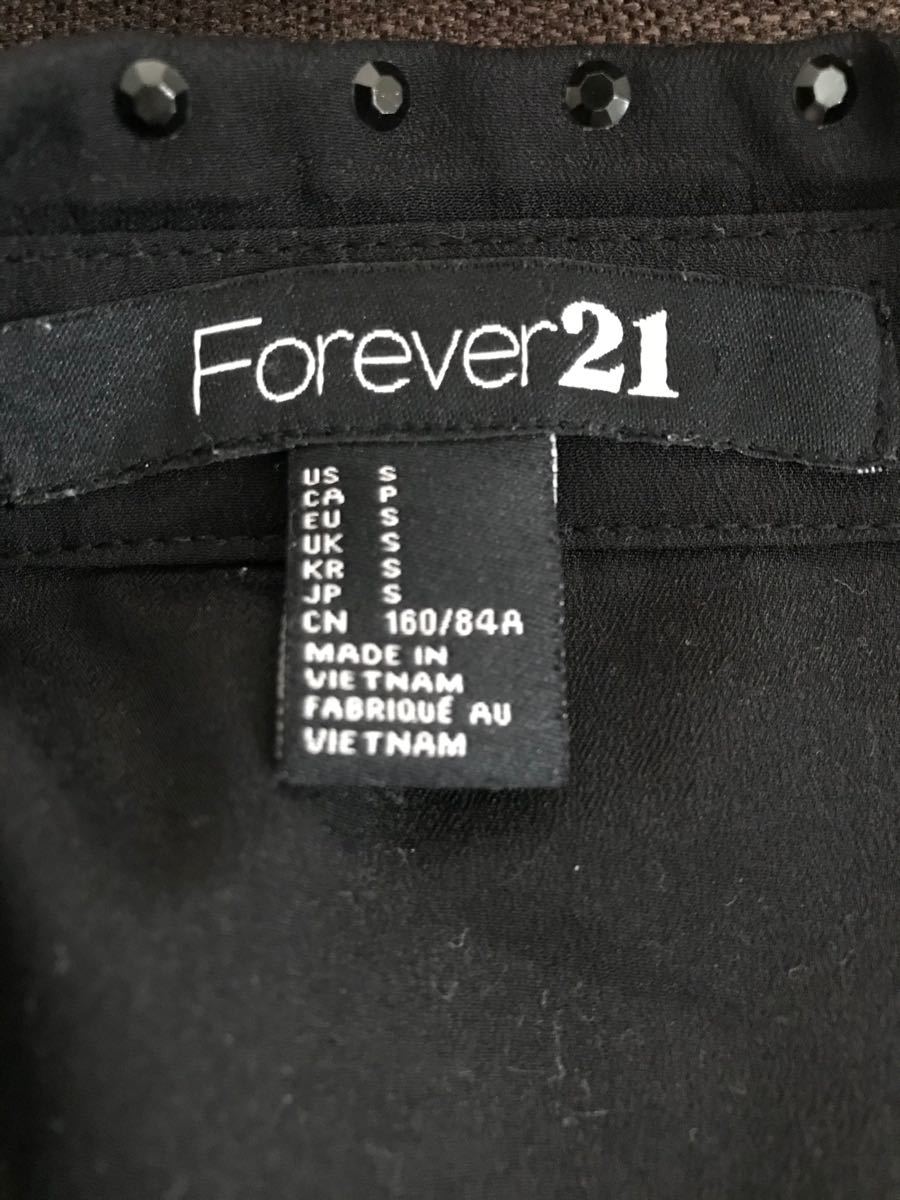 Forever21
US S
CA P
EU S
UK S
KR S
JP S
CN 160/84A
MADE IN
VIETNAM
FABRIQUÉ AU
VIETNAM